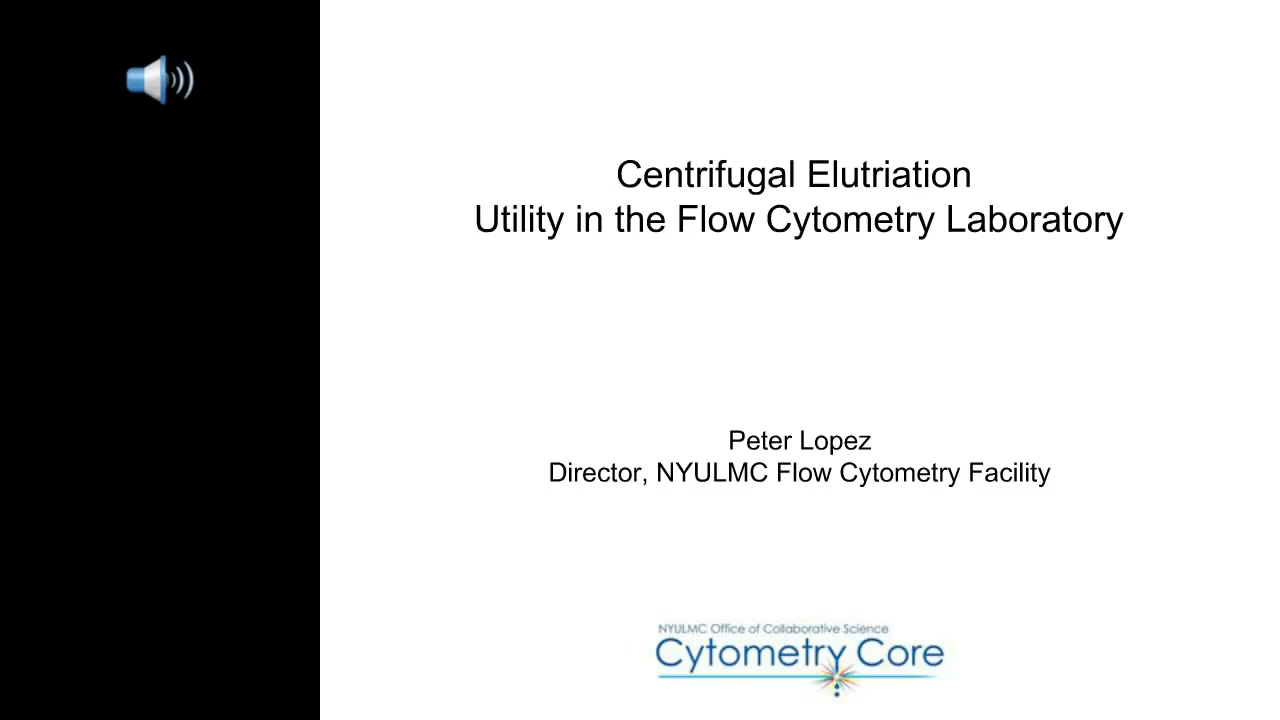 Centrifugal Elutriation
Utility in the Flow Cytometry Laboratory
Peter Lopez
Director, NYULMC Flow Cytometry Facility
NYULMC Office of Collaborative Science
Cytometry Core